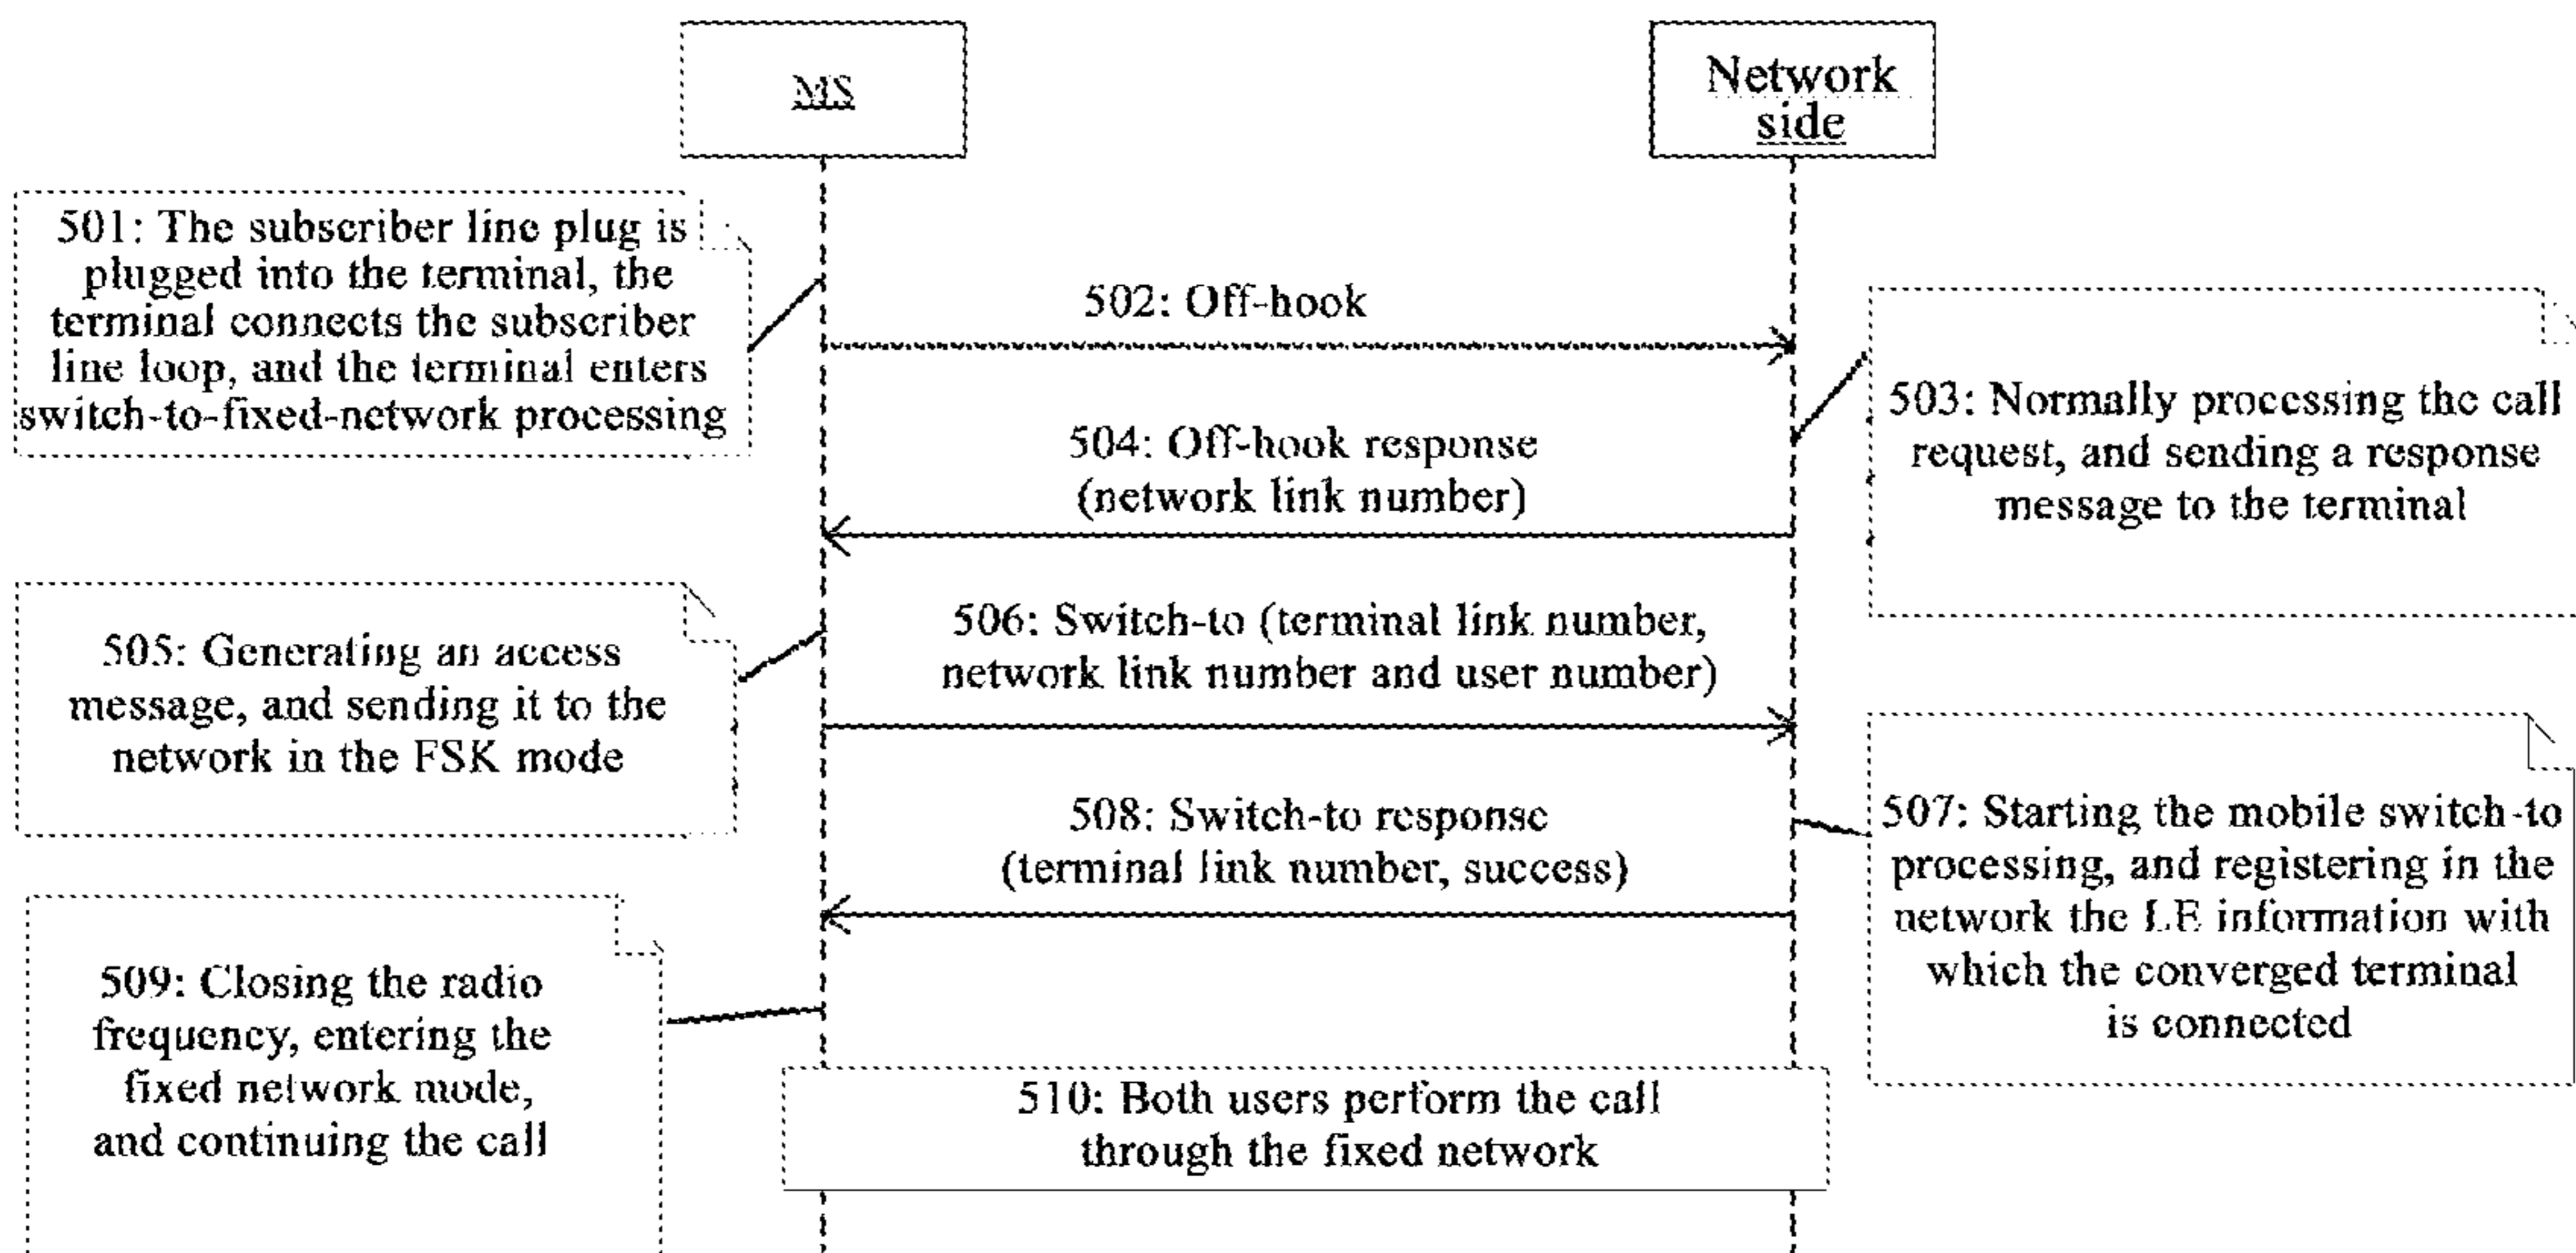 MS
Network
side
501: The subscriber line plug is
plugged into the terminal, the
terminal connects the subscriber
line loop, and the terminal enters
switch-to-fixed-network processing
502: Off-hook
503: Normally processing the call
request, and sending a response
message to the terminal
504: Off-hook response
(network link number)
505: Generating an access
message, and sending it to the
network in the FSK mode
506: Switch-to (terminal link number,
network link number and user number)
507: Starting the mobile switch-to
processing, and registering in the
network the LE information with
which the converged terminal
is connected
508: Switch-to response
(terminal link number, success)
509: Closing the radio
frequency, entering the
fixed network mode,
and continuing the call
510: Both users perform the call
through the fixed network